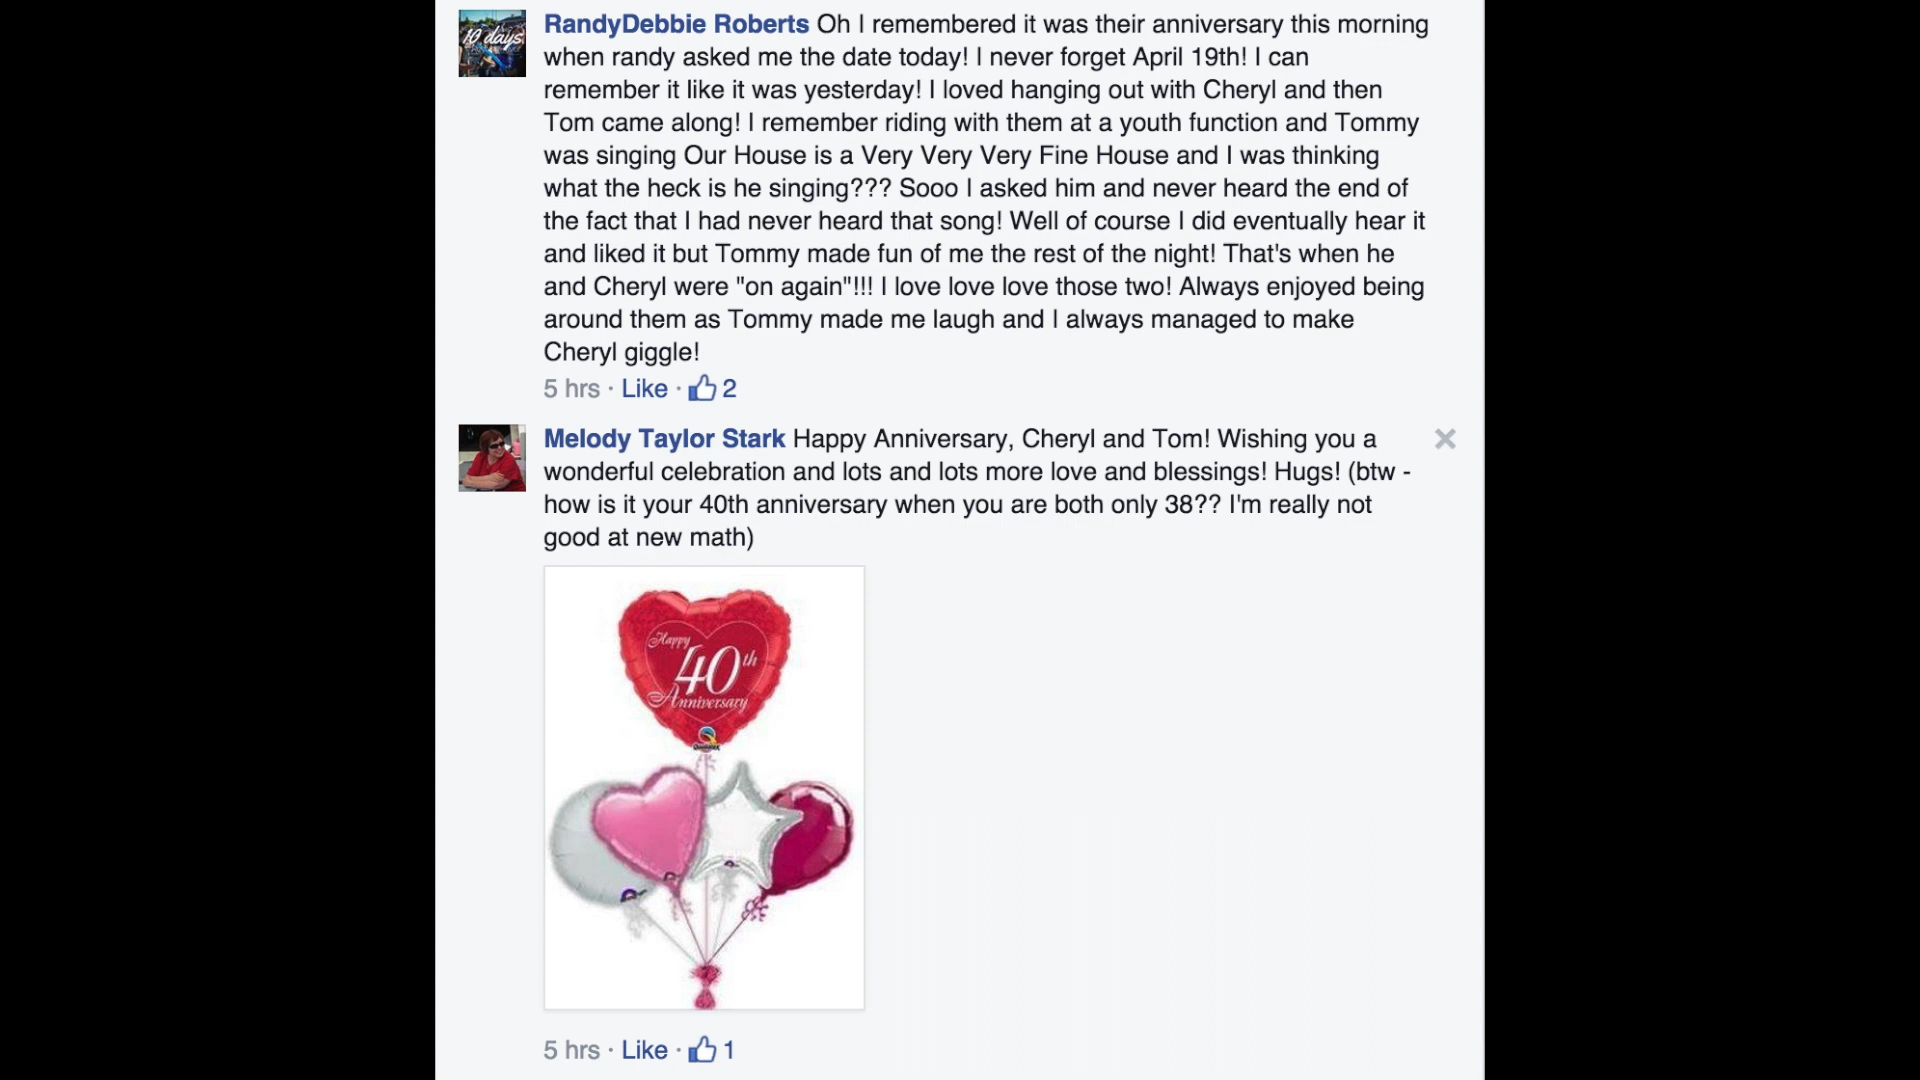 10 days
RandyDebbie Roberts Oh I remembered it was their anniversary this morning
when randy asked me the date today! I never forget April 19th! I can
remember it like it was yesterday! I loved hanging out with Cheryl and then
Tom came along! I remember riding with them at a youth function and Tommy
was singing Our House is a Very Very Very Fine House and I was thinking
what the heck is he singing??? Sooo I asked him and never heard the end of
the fact that I had never heard that song! Well of course I did eventually hear it
and liked it but Tommy made fun of me the rest of the night! That's when he
and Cheryl were "on again"!!! I love love love those two! Always enjoyed being
around them as Tommy made me laugh and I always managed to make
Cheryl giggle!
5 hrs · Like · 2
Melody Taylor Stark Happy Anniversary, Cheryl and Tom! Wishing you a
wonderful celebration and lots and lots more love and blessings! Hugs! (btw -
how is it your 40th anniversary when you are both only 38?? I'm really not
good at new math)
Happy
40th
Anniversary
5 hrs · Like · 1